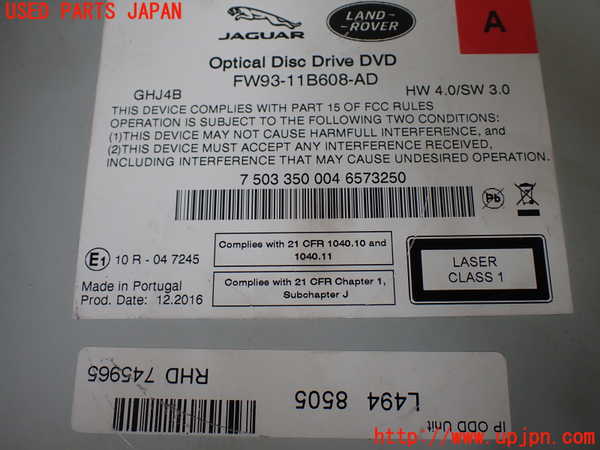 USED PARTS JAPAN
JAGUAR
LAND-
ROVER
A
Optical Disc Drive DVD
FW93-11B608-AD
GHJ4B
HW 4.0/SW 3.0
THIS DEVICE COMPLIES WITH PART 15 OF FCC RULES
OPERATION IS SUBJECT TO THE FOLLOWING TWO CONDITIONS:
(1)THIS DEVICE MAY NOT CAUSE HARMFULL INTERFERENCE, and
(2)THIS DEVICE MUST ACCEPT ANY INTERFERENCE RECEIVED,
INCLUDING INTERFERENCE THAT MAY CAUSE UNDESIRED OPERATION.
7 503 350 004 6573250
Pb
E1 10 R - 04 7245
Complies with 21 CFR 1040.10 and
1040.11
LASER
CLASS 1
Made in Portugal
Prod. Date: 12.2016
Complies with 21 CFR Chapter 1,
Subchapter J
IP ODD Unit
L494 8505
RHD 745965
http://www.upjpn.com/